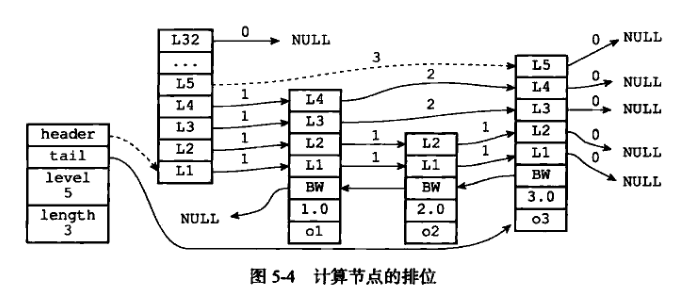 L32 0 NULL
...
L5 3 L5 0 NULL
L4 1 L4 2 L4 0 NULL
L3 1 L3 2 L3 0 NULL
L2 1 L2 1 L2 1 L2 0 NULL
L1 1 L1 1 L1 1 L1 0 NULL
header
tail
level
5
length
3
NULL
BW
1.0
o1
BW
2.0
o2
BW
3.0
o3
图 5-4 计算节点的排位